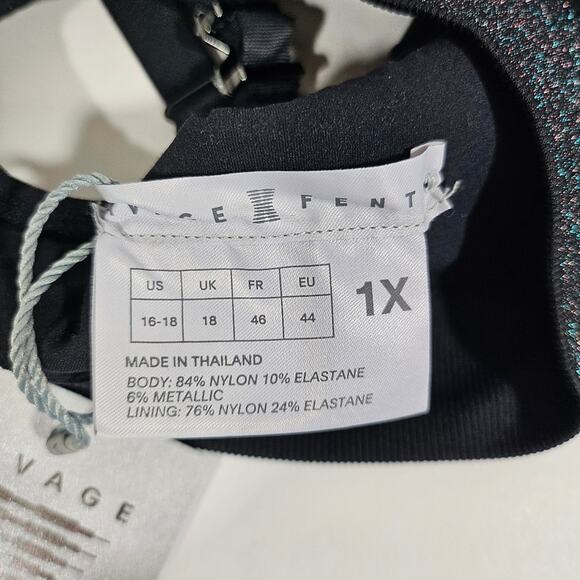 VAGE X FENT
US UK FR EU
16-18 18 46 44
1X
MADE IN THAILAND
BODY: 84% NYLON 10% ELASTANE
6% METALLIC
LINING: 76% NYLON 24% ELASTANE
VAGE